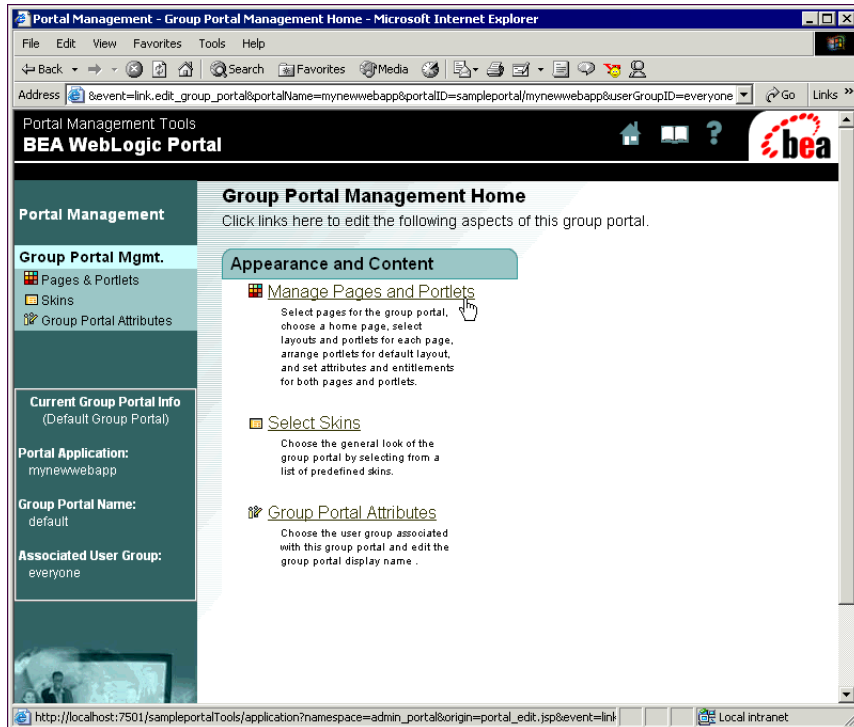 Portal Management - Group Portal Management Home - Microsoft Internet Explorer
File Edit View Favorites Tools Help
Back Search Favorites Media
Address &event=link.edit_group_portal&portalName=mynewwebapp&portalID=sampleportal/mynewwebapp&userGroupID=everyone Go Links »
Portal Management Tools
BEA WebLogic Portal
?
bea
Portal Management
Group Portal Mgmt.
Pages & Portlets
Skins
Group Portal Attributes
Current Group Portal Info
(Default Group Portal)
Portal Application:
mynewwebapp
Group Portal Name:
default
Associated User Group:
everyone
Group Portal Management Home
Click links here to edit the following aspects of this group portal.
Appearance and Content
Manage Pages and Portlets
Select pages for the group portal,
choose a home page, select
layouts and portlets for each page,
arrange portlets for default layout,
and set attributes and entitlements
for both pages and portlets.
Select Skins
Choose the general look of the
group portal by selecting from a
list of predefined skins.
Group Portal Attributes
Choose the user group associated
with this group portal and edit the
group portal display name .
http://localhost:7501/sampleportalTools/application?namespace=admin_portal&origin=portal_edit.jsp&event=link
Local intranet